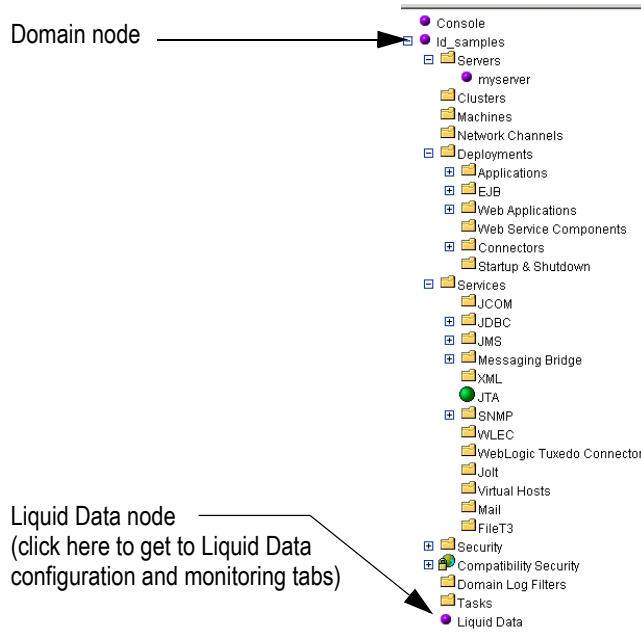 Console
Domain node
ld_samples
Servers
myserver
Clusters
Machines
Network Channels
Deployments
Applications
EJB
Web Applications
Web Service Components
Connectors
Startup & Shutdown
Services
JCOM
JDBC
JMS
Messaging Bridge
XML
JTA
SNMP
WLEC
WebLogic Tuxedo Connector
Jolt
Virtual Hosts
Mail
FileT3
Security
Compatibility Security
Domain Log Filters
Tasks
Liquid Data
Liquid Data node
(click here to get to Liquid Data
configuration and monitoring tabs)